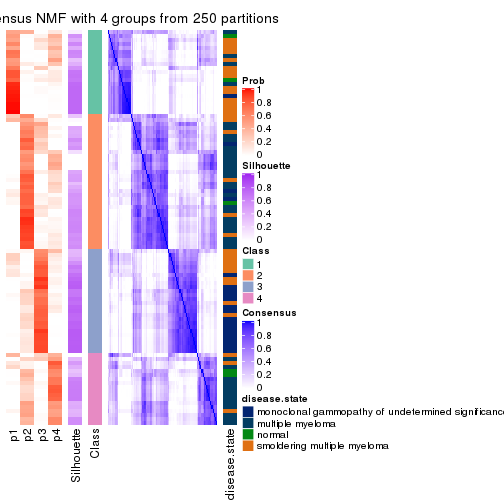 ensus NMF with 4 groups from 250 partitions
Prob
1
0.8
0.6
0.4
0.2
0
Silhouette
1
0.8
0.6
0.4
0.2
0
Class
1
2
3
4
Consensus
1
0.8
0.6
0.4
0.2
0
disease.state
monoclonal gammopathy of undetermined significance
multiple myeloma
normal
smoldering multiple myeloma
p1
p2
p3
p4
Silhouette
Class
disease.state